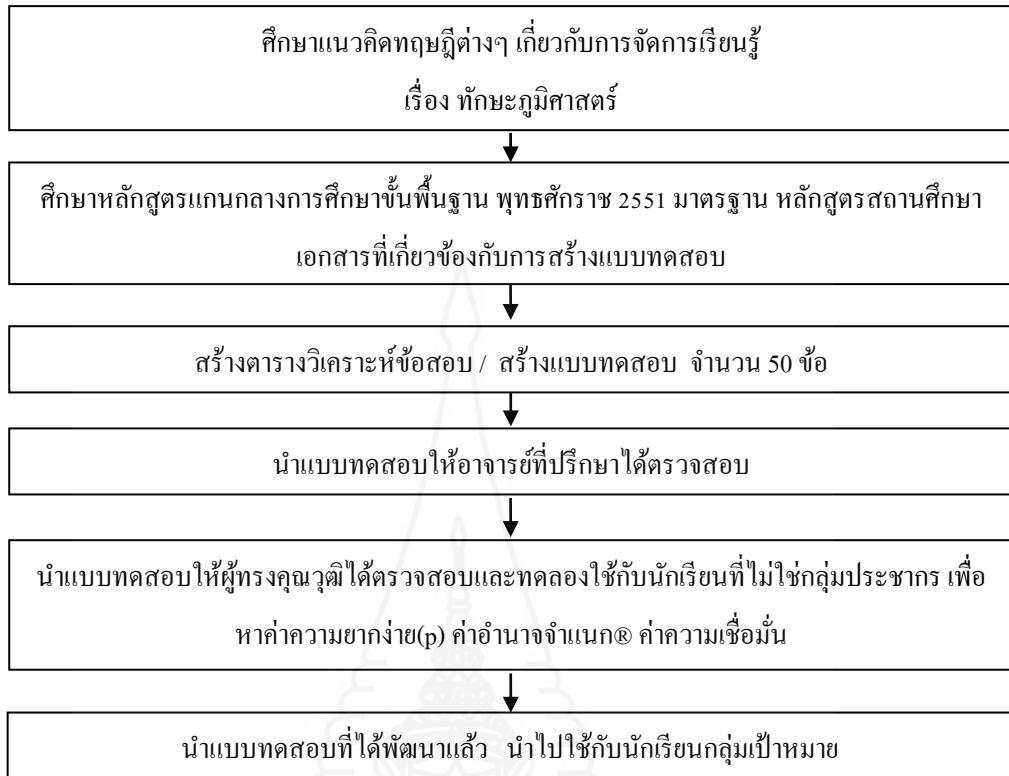 ศึกษาแนวคิดทฤษฎีต่างๆ เกี่ยวกับการจัดการเรียนรู้
เรื่อง ทักษะภูมิศาสตร์
ศึกษาหลักสูตรแกนกลางการศึกษาขั้นพื้นฐาน พุทธศักราช 2551 มาตรฐาน หลักสูตรสถานศึกษา
เอกสารที่เกี่ยวข้องกับการสร้างแบบทดสอบ
สร้างตารางวิเคราะห์ข้อสอบ / สร้างแบบทดสอบ จำนวน 50 ข้อ
นำแบบทดสอบให้อาจารย์ที่ปรึกษาได้ตรวจสอบ
นำแบบทดสอบให้ผู้ทรงคุณวุฒิได้ตรวจสอบและทดลองใช้กับนักเรียนที่ไม่ใช่กลุ่มประชากร เพื่อ
หาค่าความยากง่าย(p) ค่าอำนาจจำแนก® ค่าความเชื่อมั่น
นำแบบทดสอบที่ได้พัฒนาแล้ว นำไปใช้กับนักเรียนกลุ่มเป้าหมาย